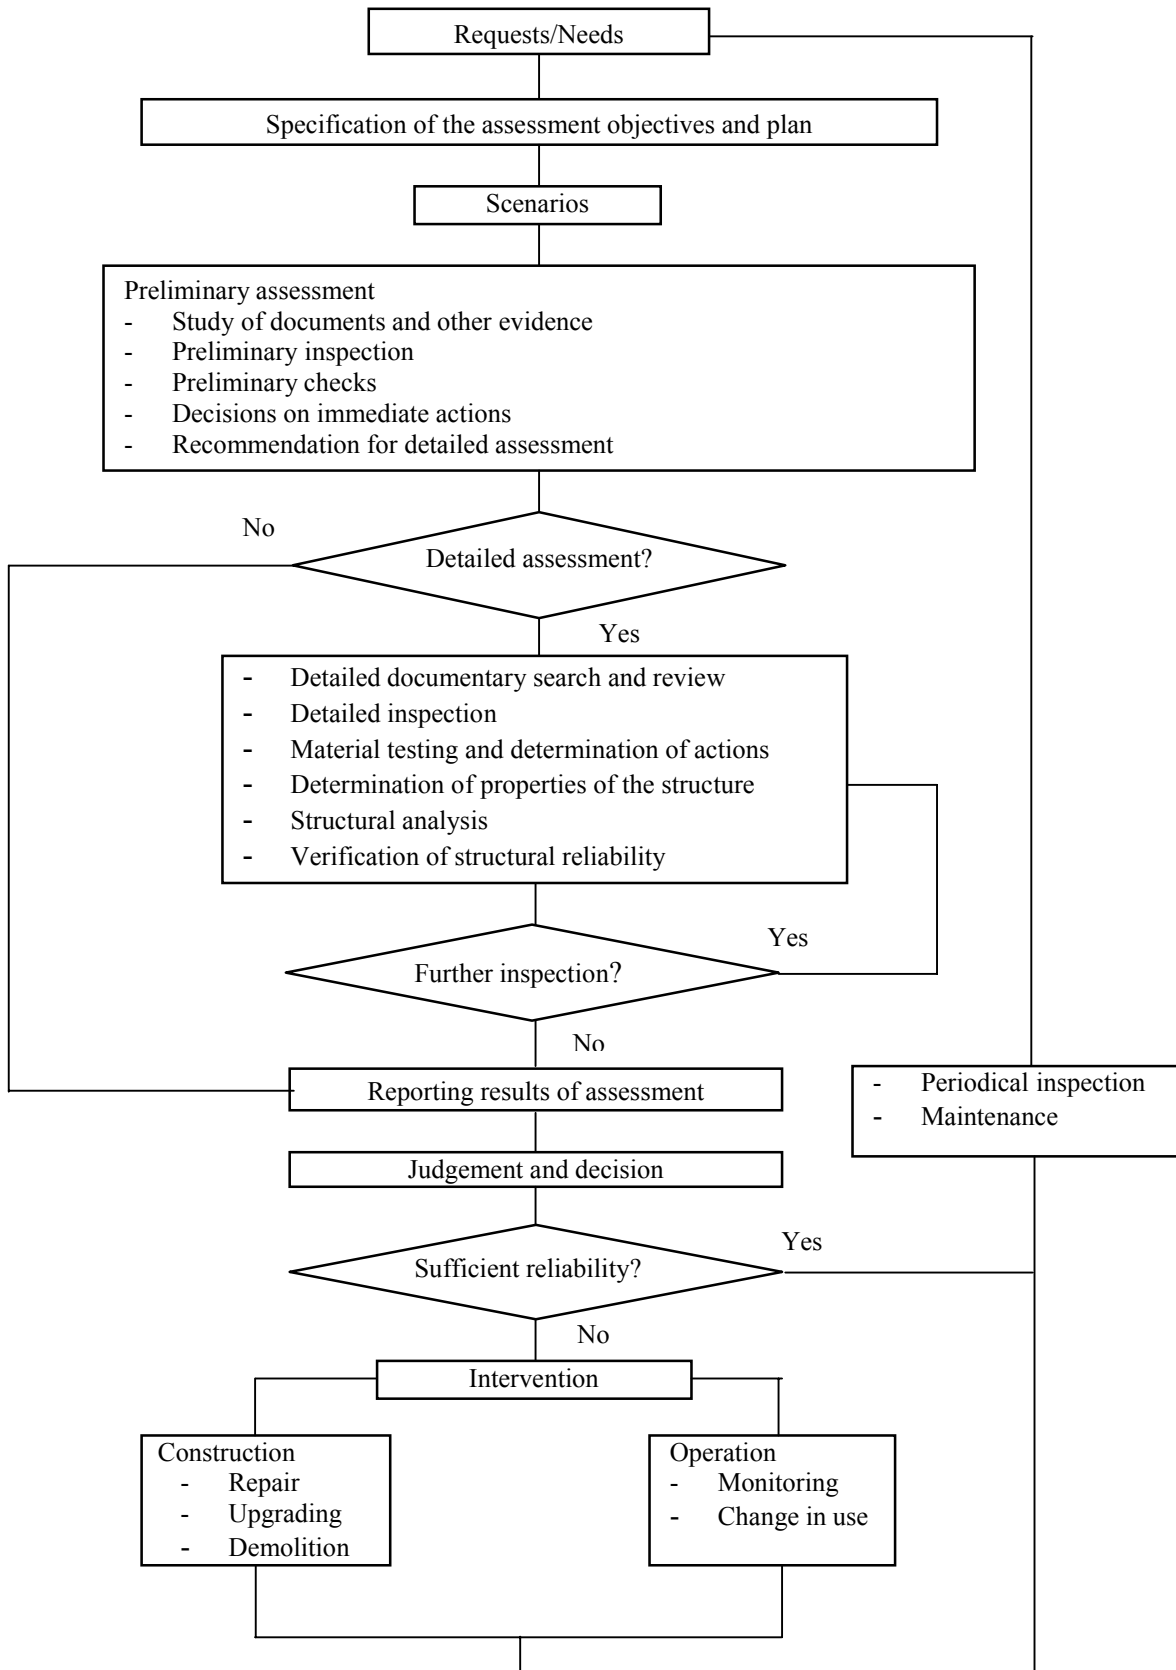 Requests/Needs
Specification of the assessment objectives and plan
Scenarios
Preliminary assessment
- Study of documents and other evidence
- Preliminary inspection
- Preliminary checks
- Decisions on immediate actions
- Recommendation for detailed assessment
No
Detailed assessment?
Yes
- Detailed documentary search and review
- Detailed inspection
- Material testing and determination of actions
- Determination of properties of the structure
- Structural analysis
- Verification of structural reliability
Yes
Further inspection?
No
Reporting results of assessment
- Periodical inspection
- Maintenance
Judgement and decision
Yes
Sufficient reliability?
No
Intervention
Construction
- Repair
- Upgrading
- Demolition
Operation
- Monitoring
- Change in use